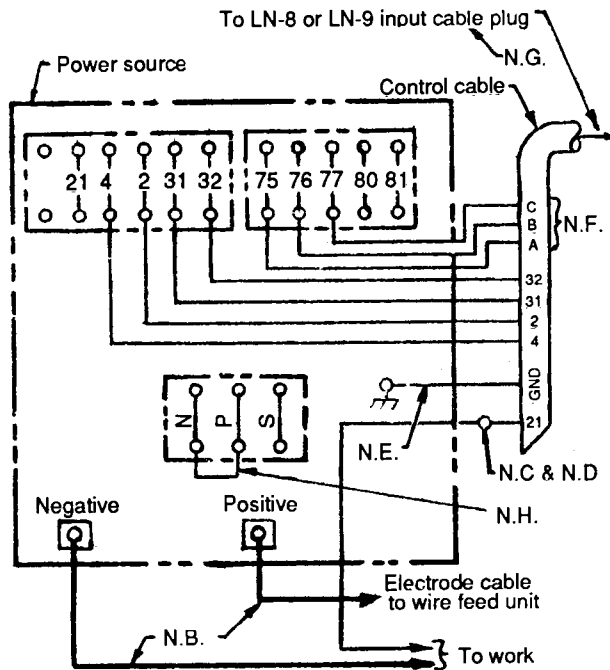 To LN-8 or LN-9 input cable plug
N.G.
Power source
Control cable
21 4 2 31 32 75 76 77 80 81
C
B
A
N.F.
32
31
2
4
GND
21
N P S
N.E.
N.C & N.D
N.H.
Negative
Positive
Electrode cable
to wire feed unit
N.B.
To work